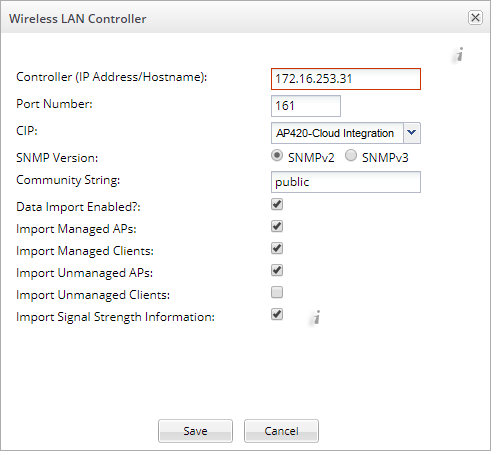 Wireless LAN Controller
i
Controller (IP Address/Hostname): 172.16.253.31
Port Number: 161
CIP: AP420-Cloud Integration
SNMP Version: SNMPv2 SNMPv3
Community String: public
Data Import Enabled?:
Import Managed APs:
Import Managed Clients:
Import Unmanaged APs:
Import Unmanaged Clients:
Import Signal Strength Information: i
Save Cancel